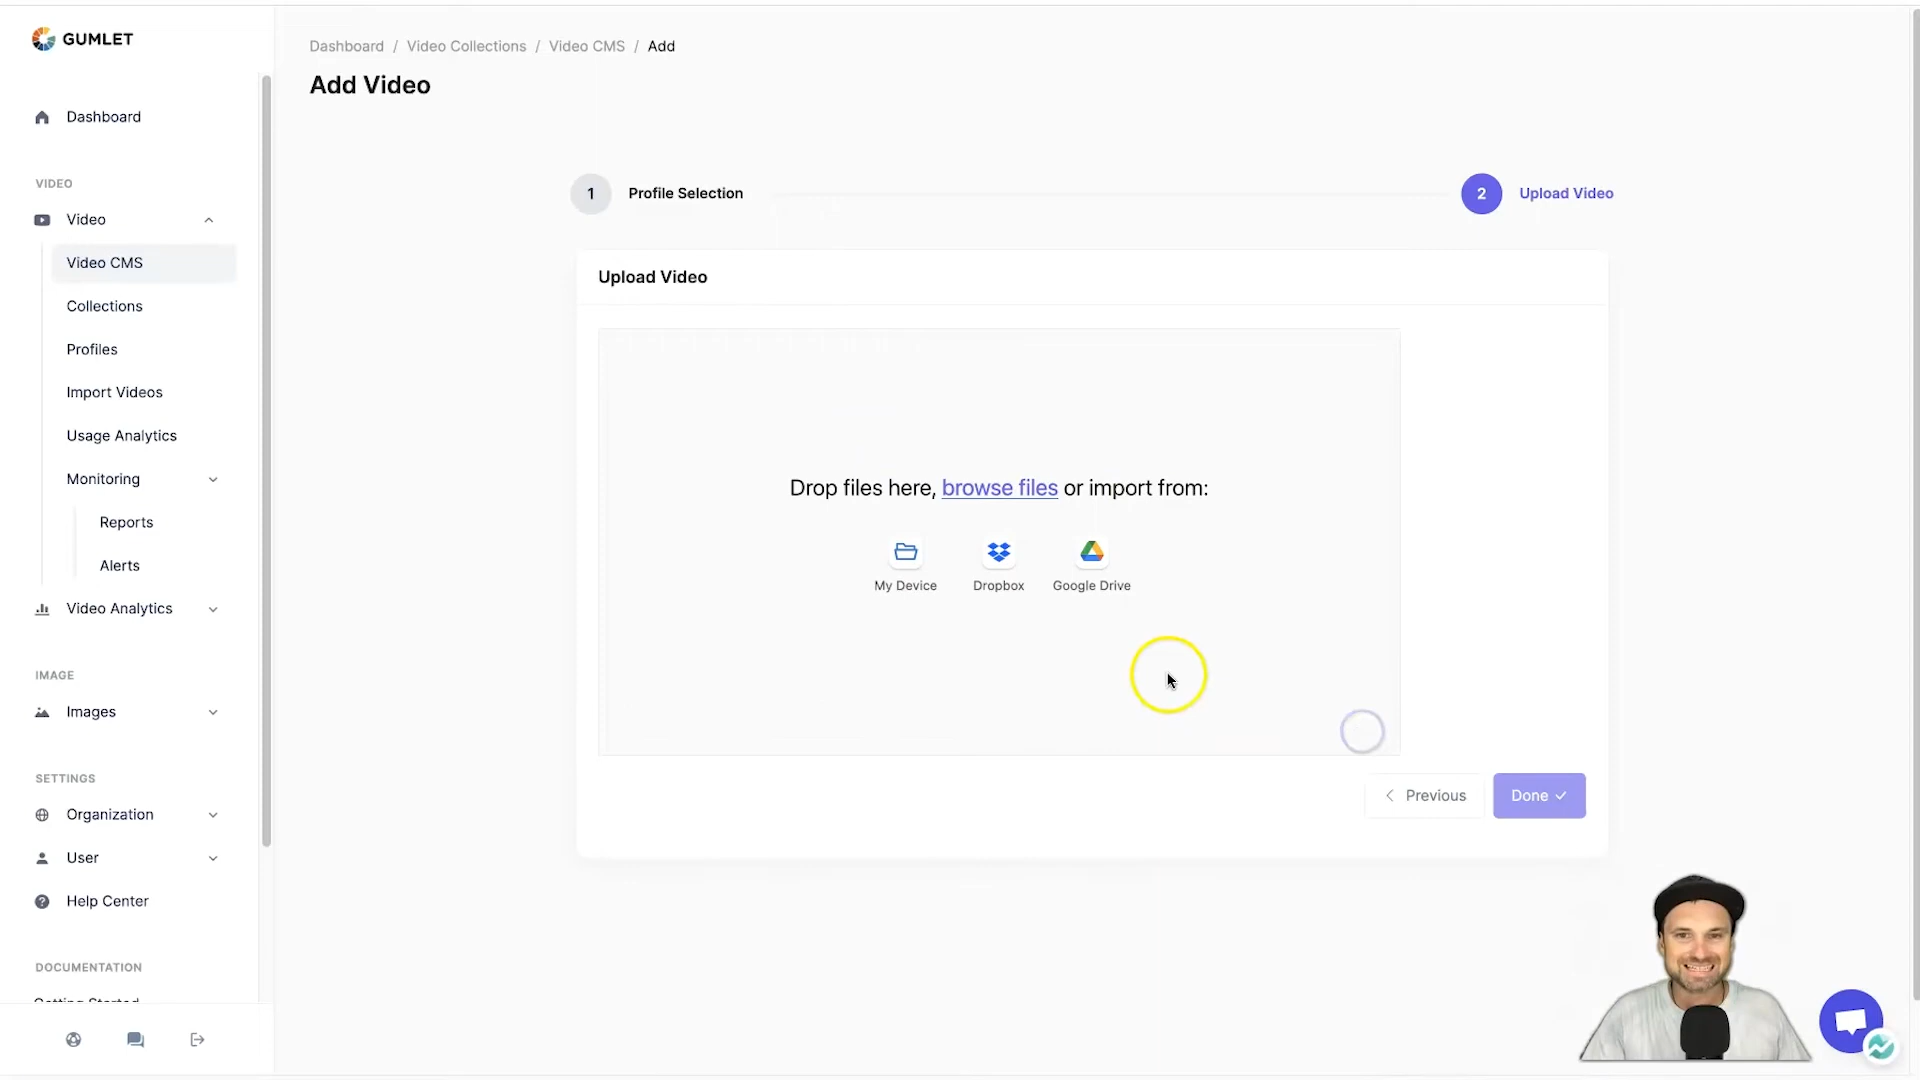 GUMLET
Dashboard / Video Collections / Video CMS / Add
Add Video
Dashboard
VIDEO
Video
Video CMS
Collections
Profiles
Import Videos
Usage Analytics
Monitoring
Reports
Alerts
Video Analytics
IMAGE
Images
SETTINGS
Organization
User
Help Center
DOCUMENTATION
Getting Started
1 Profile Selection
2 Upload Video
Upload Video
Drop files here, browse files or import from:
My Device Dropbox Google Drive
Previous Done